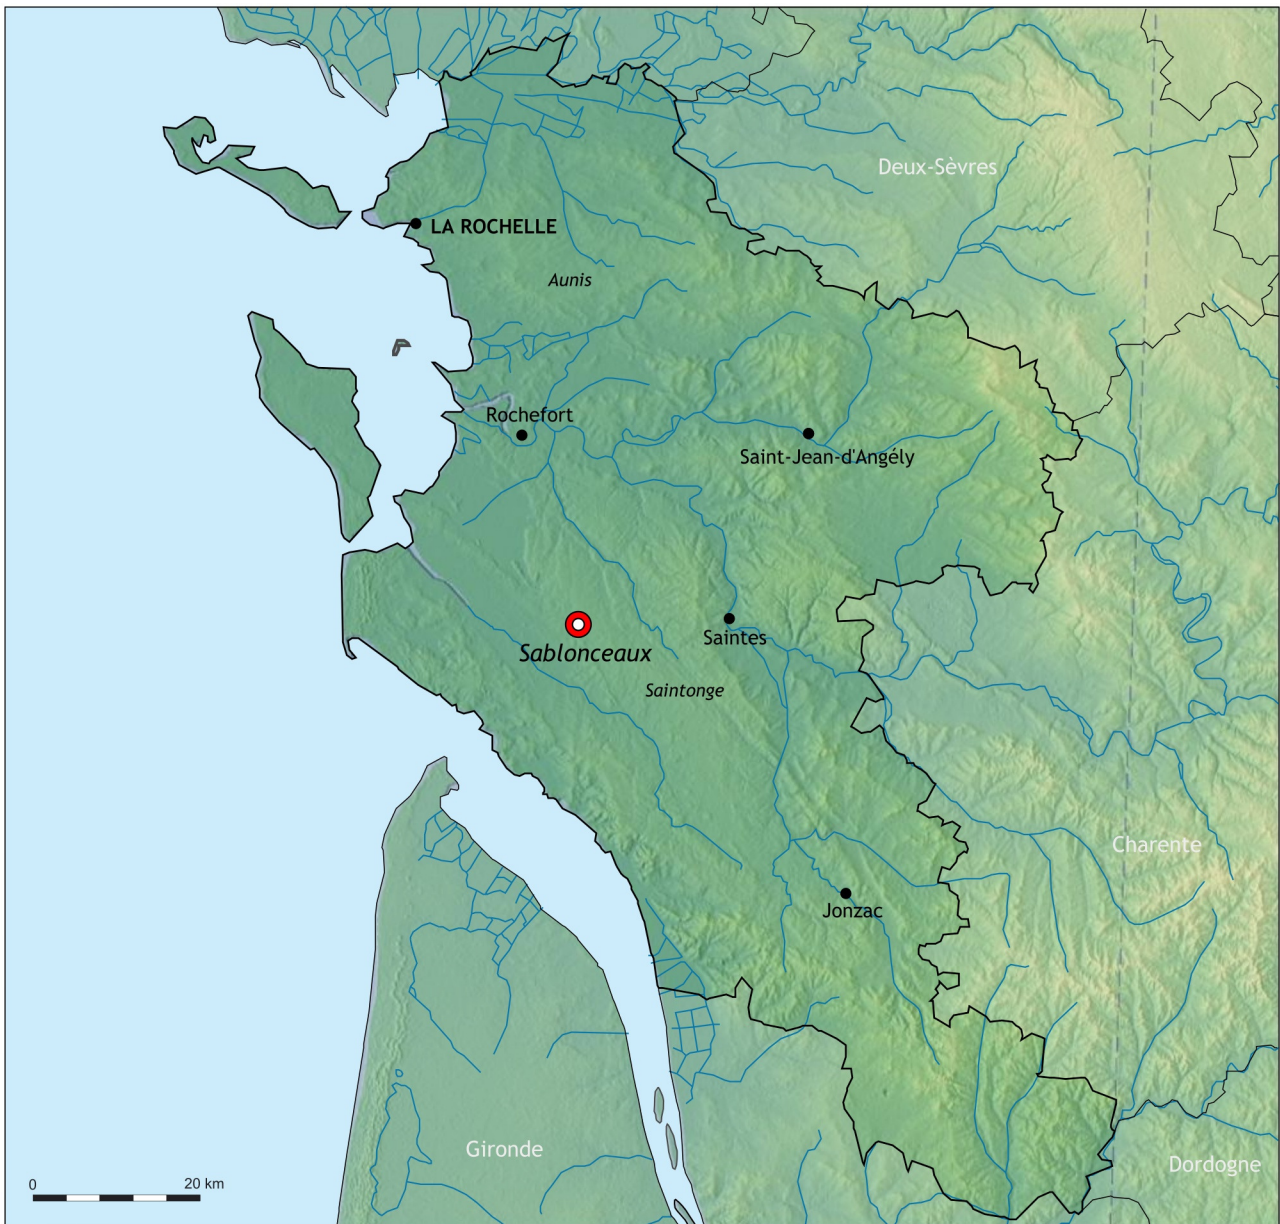 Deux-Sèvres
LA ROCHELLE
Aunis
Rochefort
Saint-Jean-d'Angély
Saintes
Sablonceaux
Saintonge
Charente
Jonzac
Gironde
Dordogne
0 20 km